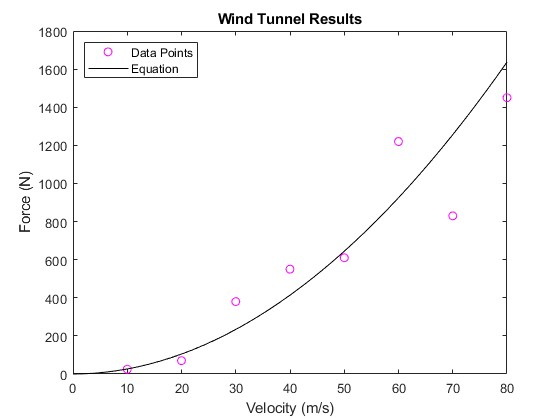 Wind Tunnel Results
Data Points
Equation
1800
1600
1400
1200
1000
800
600
400
200
0
Force (N)
0 10 20 30 40 50 60 70 80
Velocity (m/s)